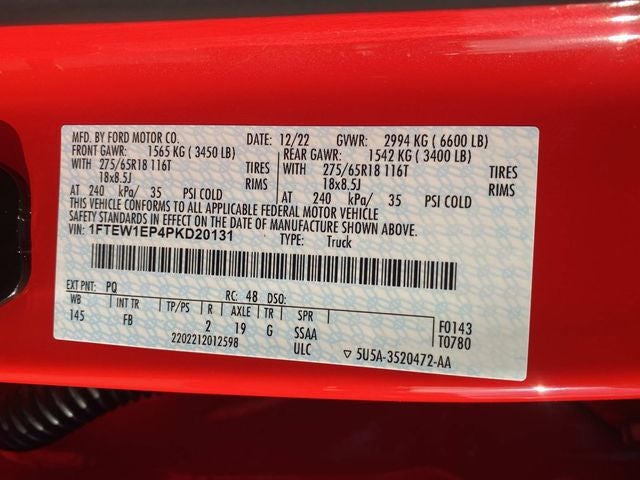 MFD. BY FORD MOTOR CO. DATE: 12/22 GVWR: 2994 KG (6600 LB)
FRONT GAWR: 1565 KG (3450 LB) REAR GAWR: 1542 KG (3400 LB)
WITH 275/65R18 116T TIRES WITH 275/65R18 116T TIRES
18x8.5J RIMS 18x8.5J RIMS
AT 240 kPa/ 35 PSI COLD AT 240 kPa/ 35 PSI COLD
THIS VEHICLE CONFORMS TO ALL APPLICABLE FEDERAL MOTOR VEHICLE
SAFETY STANDARDS IN EFFECT ON THE DATE OF MANUFACTURE SHOWN ABOVE.
VIN: 1FTEW1EP4PKD20131 TYPE: Truck
EXT PNT: PQ RC: 48 DSO:
WB INT TR TP/PS R AXLE TR SPR F0143
145 FB 2 19 G SSAA T0780
2202212012598 ULC ▽ 5U5A-3520472-AA